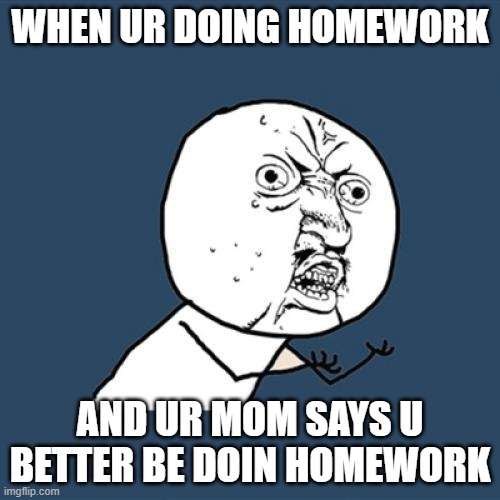 WHEN UR DOING HOMEWORK
AND UR MOM SAYS U
BETTER BE DOIN HOMEWORK
imgflip.com